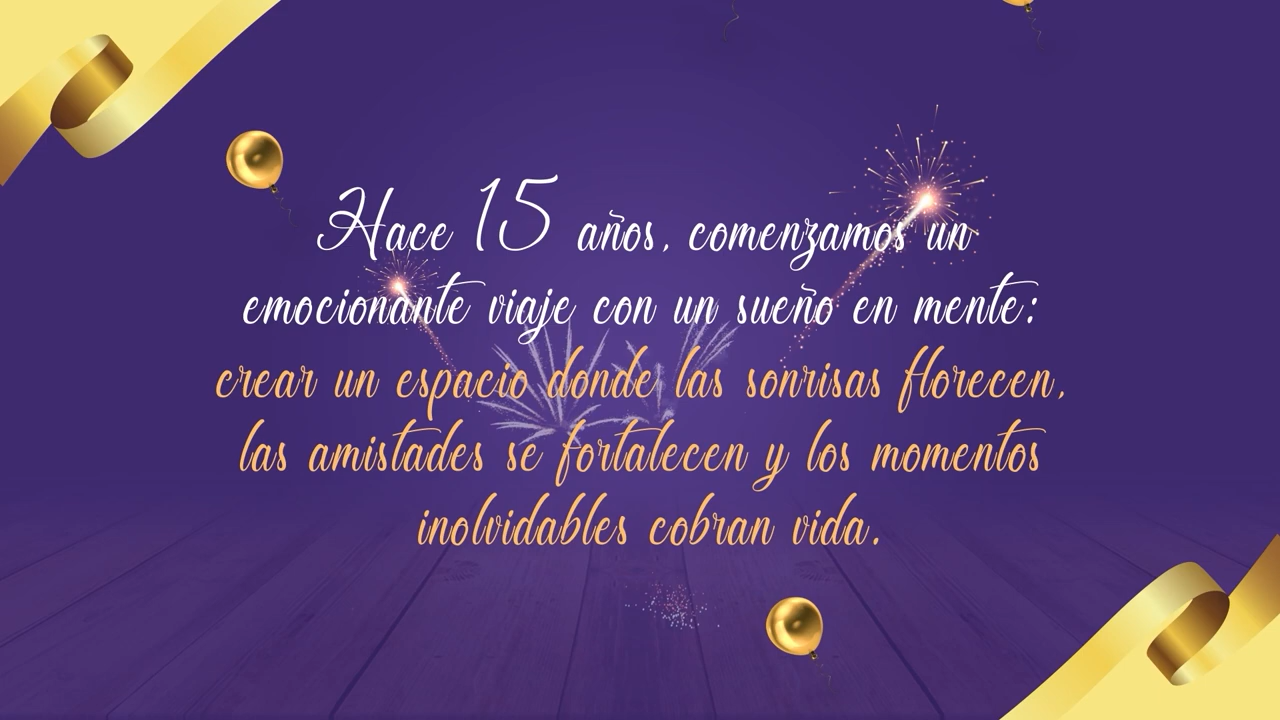 Hace 15 años, comenzamos un
emocionante viaje con un sueño en mente:
crear un espacio donde las sonrisas florecen,
las amistades se fortalecen y los momentos
inolvidables cobran vida.